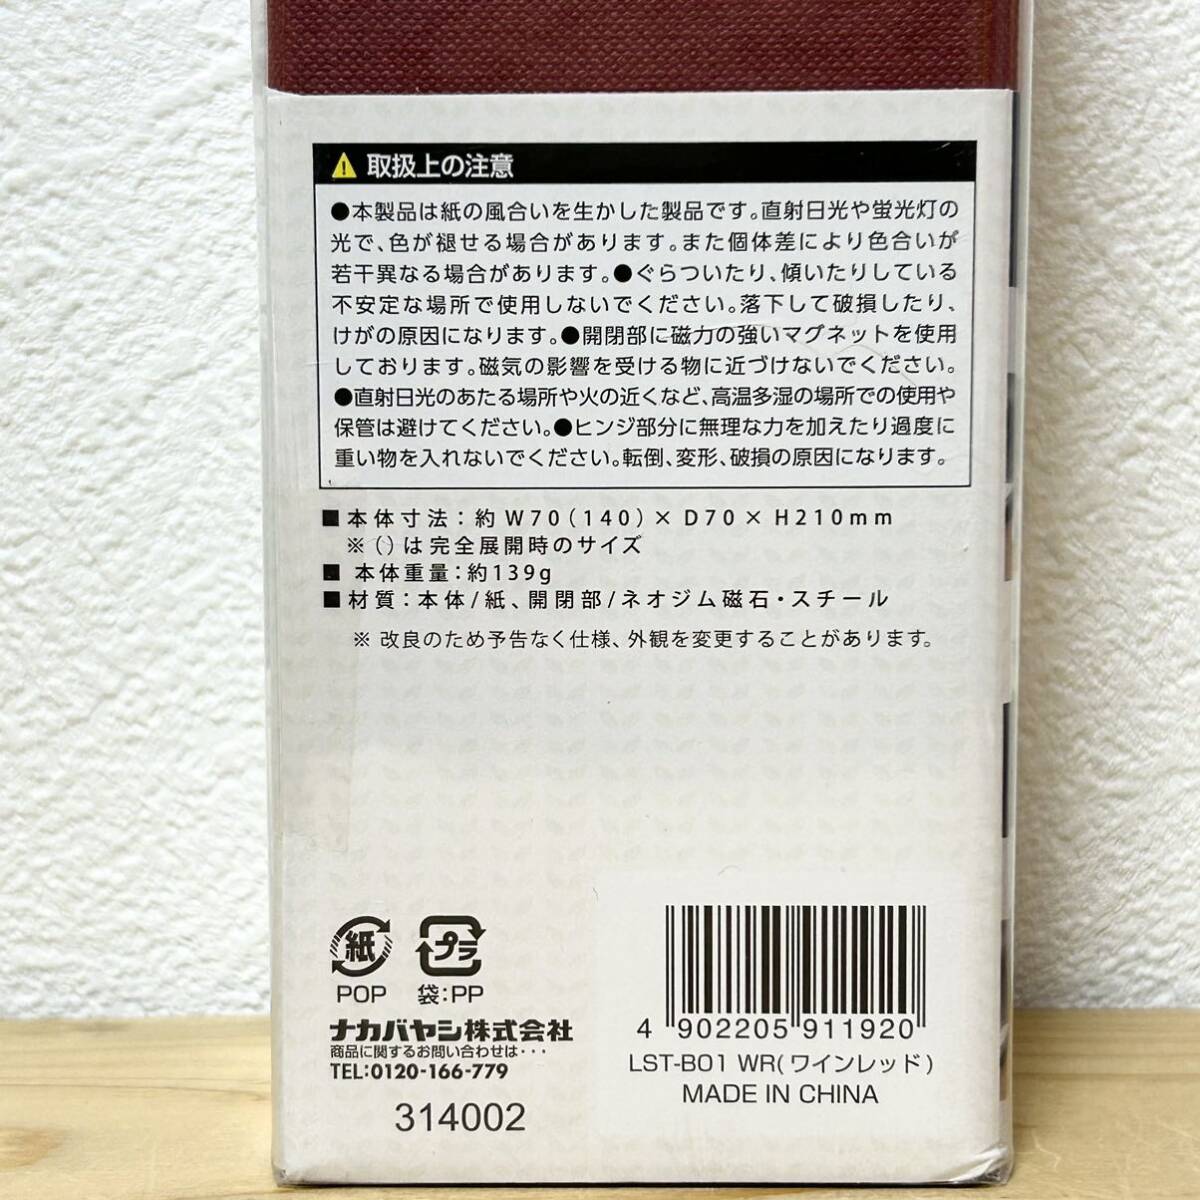 取扱上の注意
●本製品は紙の風合いを生かした製品です。直射日光や蛍光灯の
光で、色が褪せる場合があります。また個体差により色合いが
若干異なる場合があります。●ぐらついたり、傾いたりしている
不安定な場所で使用しないでください。落下して破損したり、
けがの原因になります。●開閉部に磁力の強いマグネットを使用
しております。磁気の影響を受ける物に近づけないでください。
●直射日光のあたる場所や火の近くなど、高温多湿の場所での使用や
保管は避けてください。●ヒンジ部分に無理な力を加えたり過度に
重い物を入れないでください。転倒、変形、破損の原因になります。
■本体寸法：約W70(140)×D70×H210mm
※()は完全展開時のサイズ
■ 本体重量：約139g
■材質：本体/紙、開閉部/ネオジム磁石・スチール
※ 改良のため予告なく仕様、外観を変更することがあります。
紙 プラ
POP 袋:PP
ナカバヤシ株式会社
商品に関するお問い合わせは・・・
TEL:0120-166-779
314002
4 902205 911920
LST-B01 WR(ワインレッド)
MADE IN CHINA